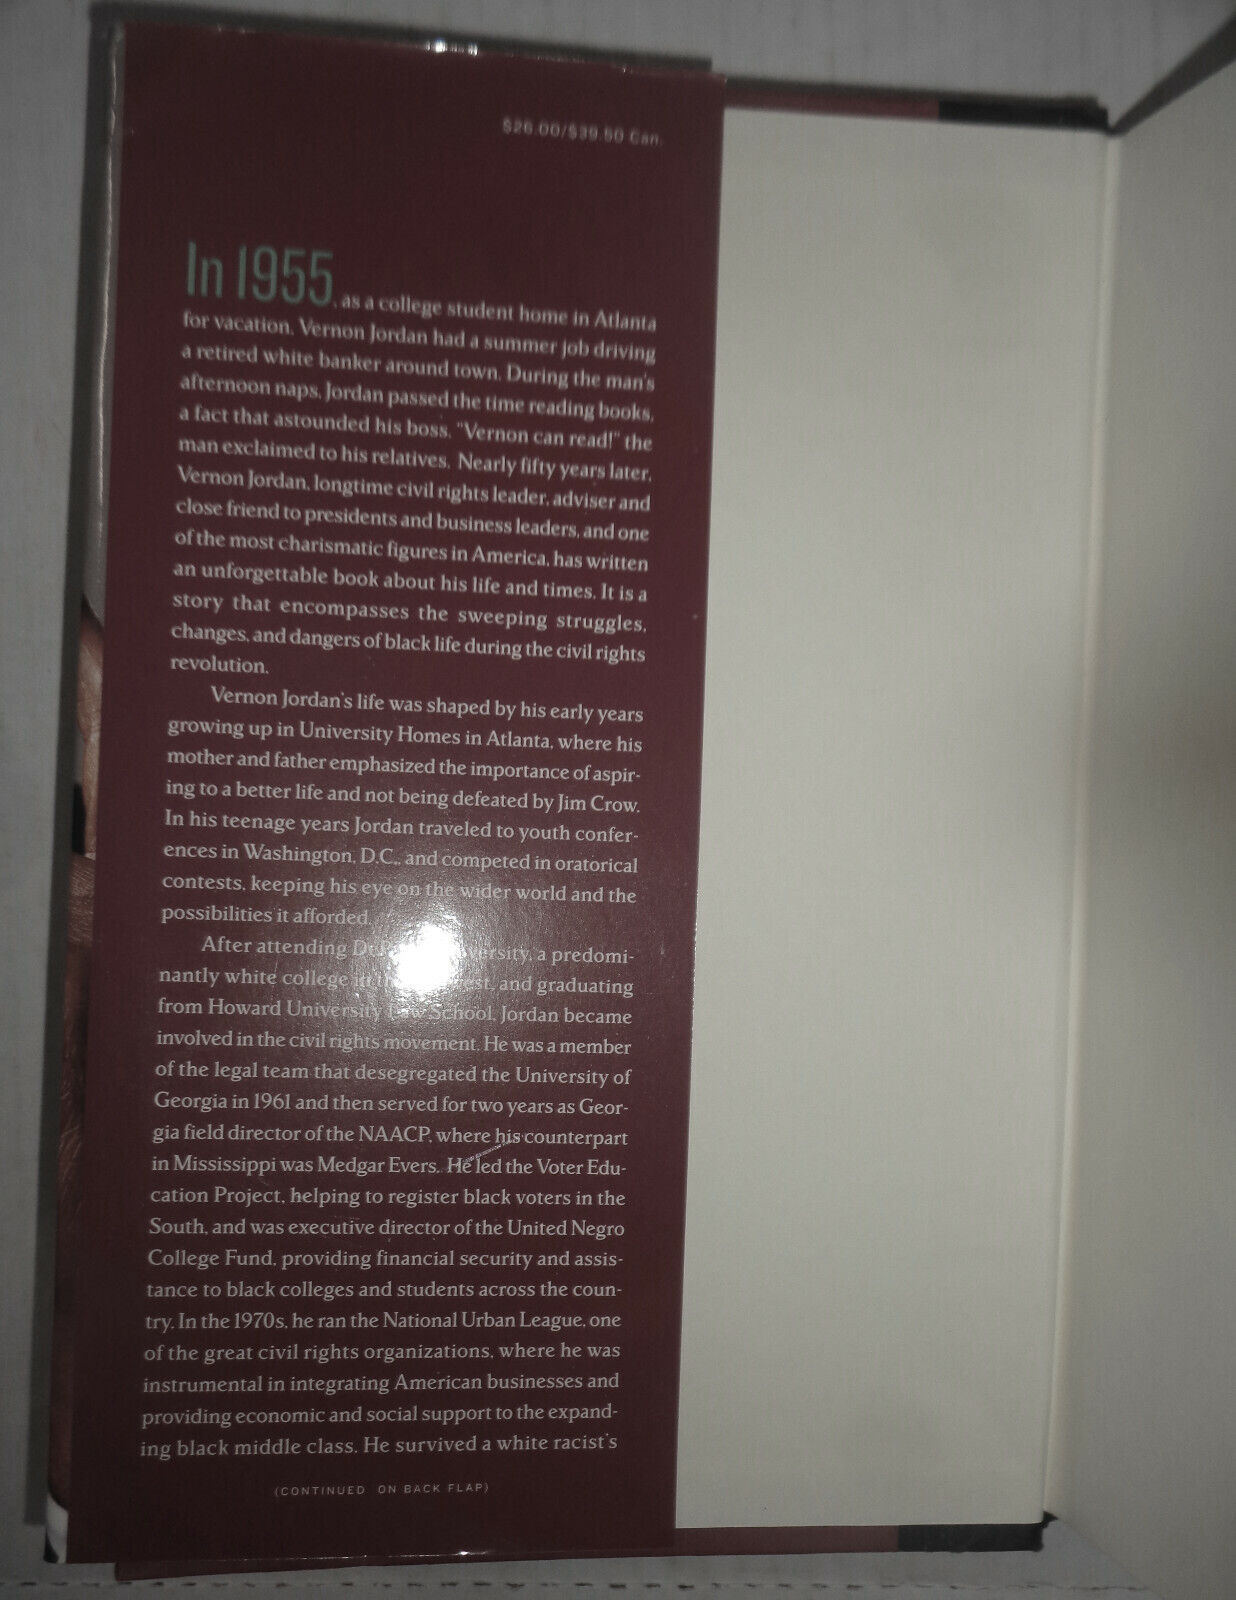 $26.00/$39.50 Can.
In 1955, as a college student home in Atlanta
for vacation, Vernon Jordan had a summer job driving
a retired white banker around town. During the man's
afternoon naps, Jordan passed the time reading books,
a fact that astounded his boss. "Vernon can read!" the
man exclaimed to his relatives. Nearly fifty years later,
Vernon Jordan, longtime civil rights leader, adviser and
close friend to presidents and business leaders, and one
of the most charismatic figures in America, has written
an unforgettable book about his life and times. It is a
story that encompasses the sweeping struggles,
changes, and dangers of black life during the civil rights
revolution.
Vernon Jordan's life was shaped by his early years
growing up in University Homes in Atlanta, where his
mother and father emphasized the importance of aspir-
ing to a better life and not being defeated by Jim Crow.
In his teenage years Jordan traveled to youth confer-
ences in Washington, D.C., and competed in oratorical
contests, keeping his eye on the wider world and the
possibilities it afforded.
After attending a predomi-
nantly white college in and graduating
from Howard University Law School, Jordan became
involved in the civil rights movement. He was a member
of the legal team that desegregated the University of
Georgia in 1961 and then served for two years as Geor-
gia field director of the NAACP, where his counterpart
in Mississippi was Medgar Evers. He led the Voter Edu-
cation Project, helping to register black voters in the
South, and was executive director of the United Negro
College Fund, providing financial security and assis-
tance to black colleges and students across the coun-
try. In the 1970s, he ran the National Urban League, one
of the great civil rights organizations, where he was
instrumental in integrating American businesses and
providing economic and social support to the expand-
ing black middle class. He survived a white racist's
(CONTINUED ON BACK FLAP)